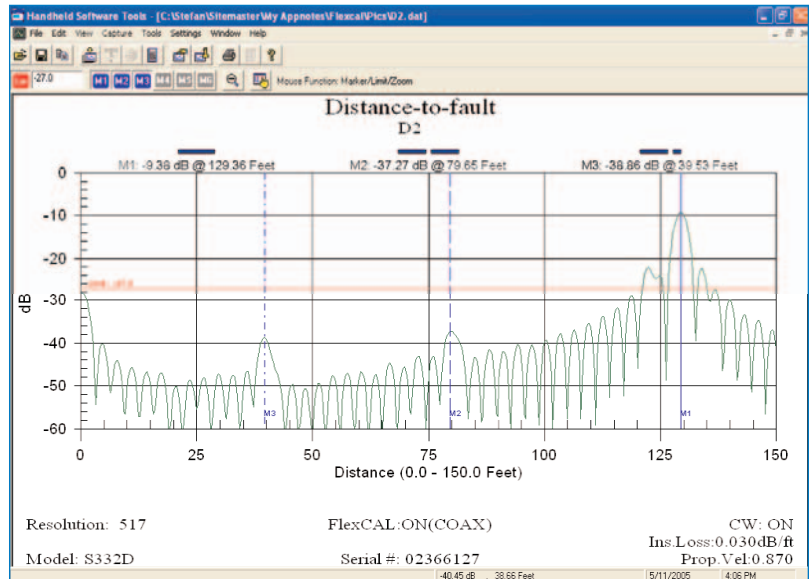 Handheld Software Tools - [C:\Stefan\Sitemaster\My Appnotes\Flexcal\Pics\D2.dat]
File Edit View Capture Tools Settings Window Help
-27.0 M1 M2 M3 M4 M5 M6 Mouse Function: Marker/Limit/Zoom
Distance-to-fault
D2
M1: -9.38 dB @ 129.36 Feet M2: -37.27 dB @ 79.65 Feet M3: -38.86 @ 39.53 Feet
0
-10
-20
-30
-40
-50
-60
dB
M3 M2 M1
0 25 50 75 100 125 150
Distance (0.0 - 150.0 Feet)
Resolution: 517 FlexCAL:ON(COAX) CW: ON
Ins.Loss:0.030dB/ft
Model: S332D Serial #: 02366127 Prop.Vel:0.870
-40.45 dB , 38.66 Feet 5/11/2005 4:06 PM